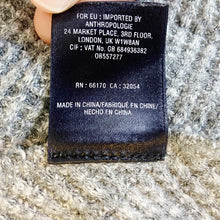 FOR EU : IMPORTED BY
ANTHROPOLOGIE
24 MARKET PLACE, 3RD FLOOR,
LONDON, UK W1W8AN
CIF : VAT No GB 684936382
OB557277
RN : 66170 CA : 32054
MADE IN CHINA/FABRIQUÉ EN CHINE/
HECHO EN CHINA